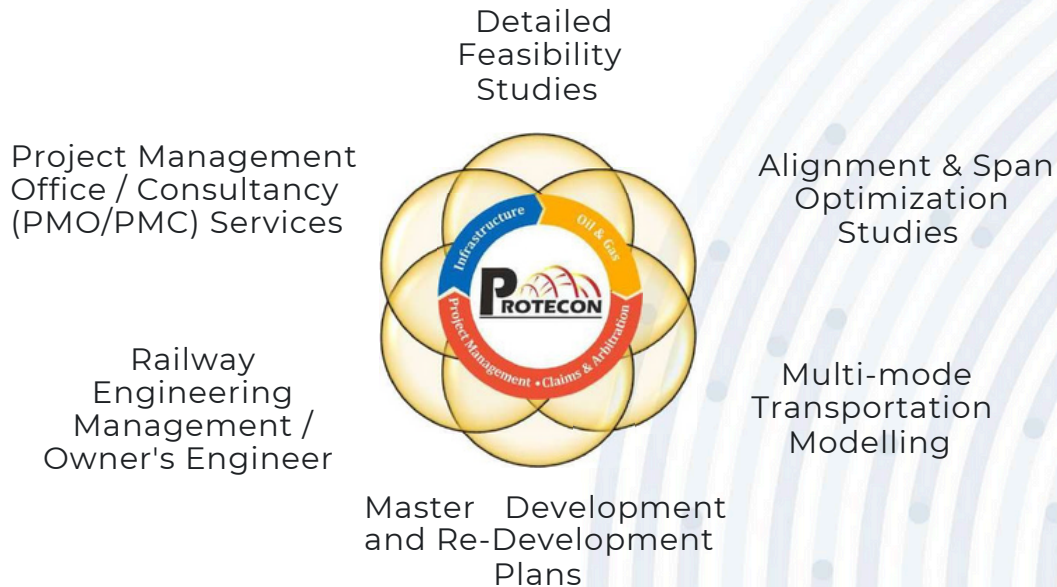 Detailed
Feasibility
Studies
Project Management
Office / Consultancy
(PMO/PMC) Services
Alignment & Span
Optimization
Studies
Infrastructure
Oil & Gas
PROTECON
Project Management • Claims & Arbitration
Railway
Engineering
Management /
Owner's Engineer
Multi-mode
Transportation
Modelling
Master Development
and Re-Development
Plans